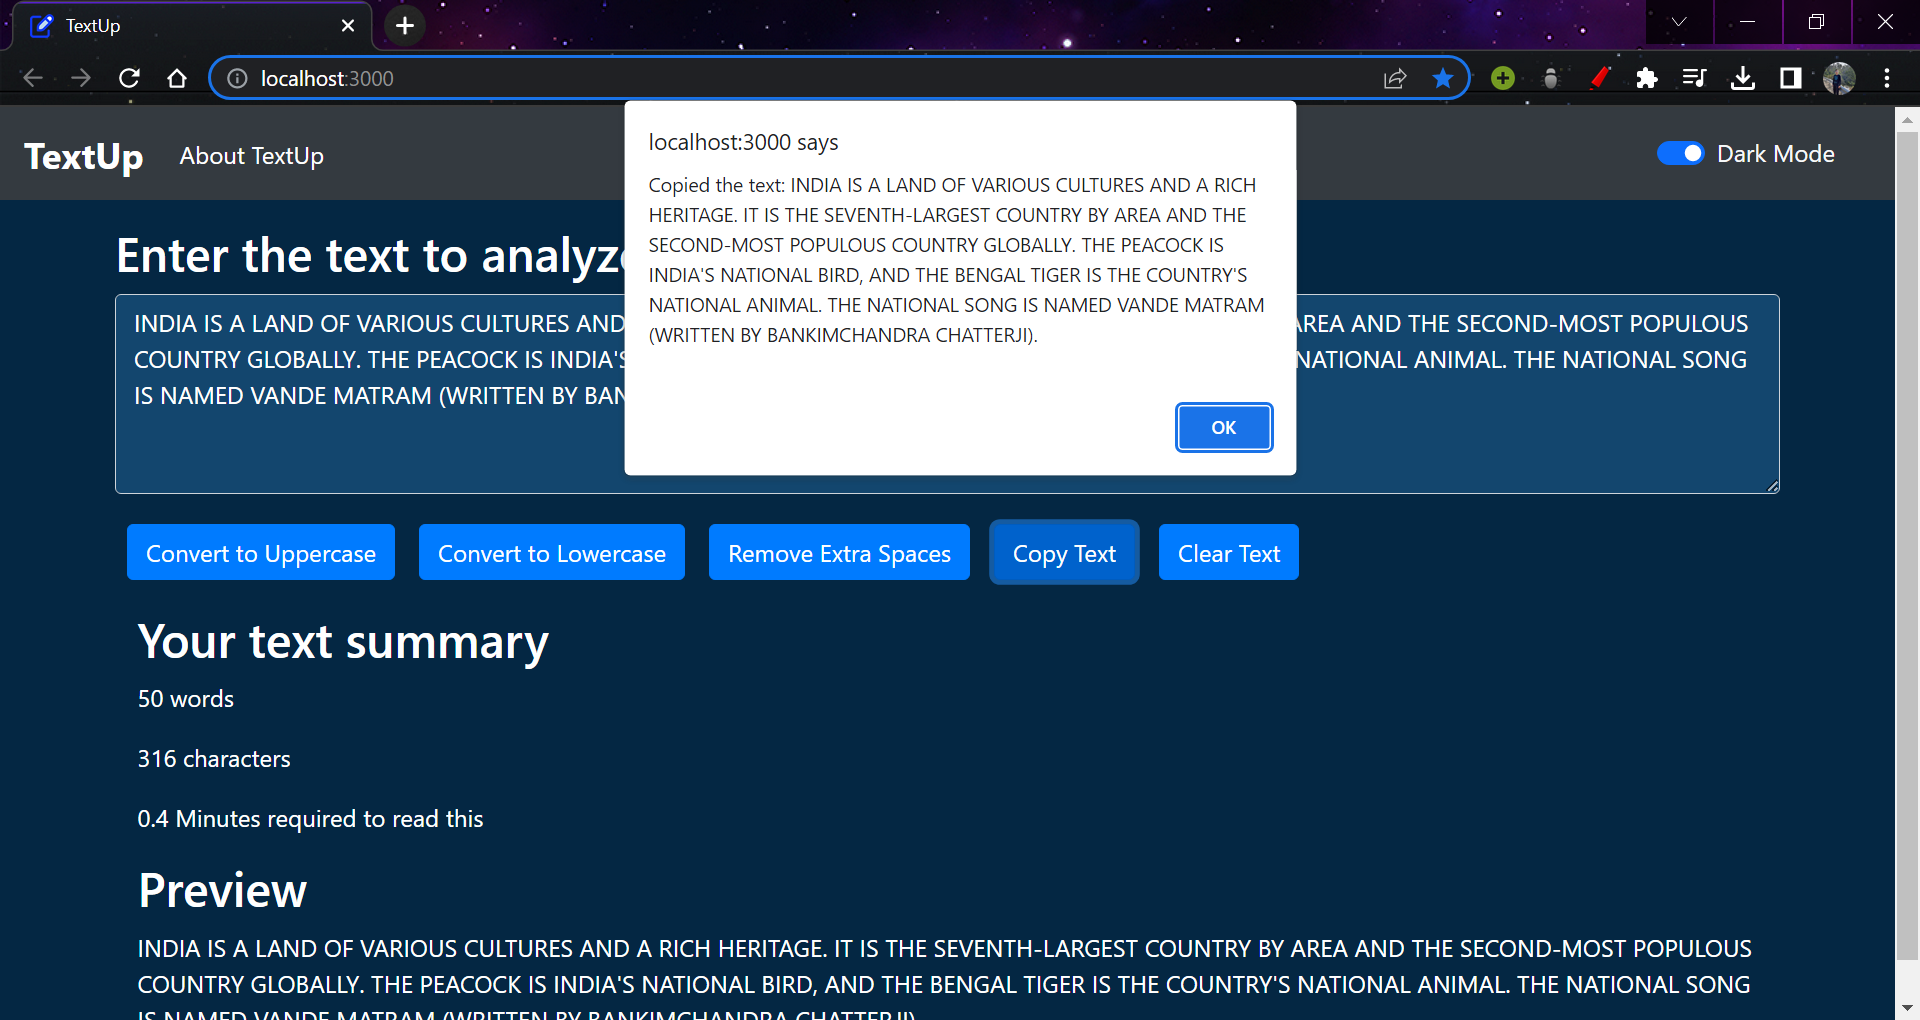 TextUp
localhost:3000
TextUp About TextUp Dark Mode
localhost:3000 says
Copied the text: INDIA IS A LAND OF VARIOUS CULTURES AND A RICH
HERITAGE. IT IS THE SEVENTH-LARGEST COUNTRY BY AREA AND THE
SECOND-MOST POPULOUS COUNTRY GLOBALLY. THE PEACOCK IS
INDIA'S NATIONAL BIRD, AND THE BENGAL TIGER IS THE COUNTRY'S
NATIONAL ANIMAL. THE NATIONAL SONG IS NAMED VANDE MATRAM
(WRITTEN BY BANKIMCHANDRA CHATTERJI).
OK
Enter the text to analyze
INDIA IS A LAND OF VARIOUS CULTURES AND AREA AND THE SECOND-MOST POPULOUS
COUNTRY GLOBALLY. THE PEACOCK IS INDIA'S NATIONAL ANIMAL. THE NATIONAL SONG
IS NAMED VANDE MATRAM (WRITTEN BY BAN
Convert to Uppercase Convert to Lowercase Remove Extra Spaces Copy Text Clear Text
Your text summary
50 words
316 characters
0.4 Minutes required to read this
Preview
INDIA IS A LAND OF VARIOUS CULTURES AND A RICH HERITAGE. IT IS THE SEVENTH-LARGEST COUNTRY BY AREA AND THE SECOND-MOST POPULOUS
COUNTRY GLOBALLY. THE PEACOCK IS INDIA'S NATIONAL BIRD, AND THE BENGAL TIGER IS THE COUNTRY'S NATIONAL ANIMAL. THE NATIONAL SONG
IS NAMED VANDE MATRAM (WRITTEN BY BANKIMCHANDRA CHATTERJI).